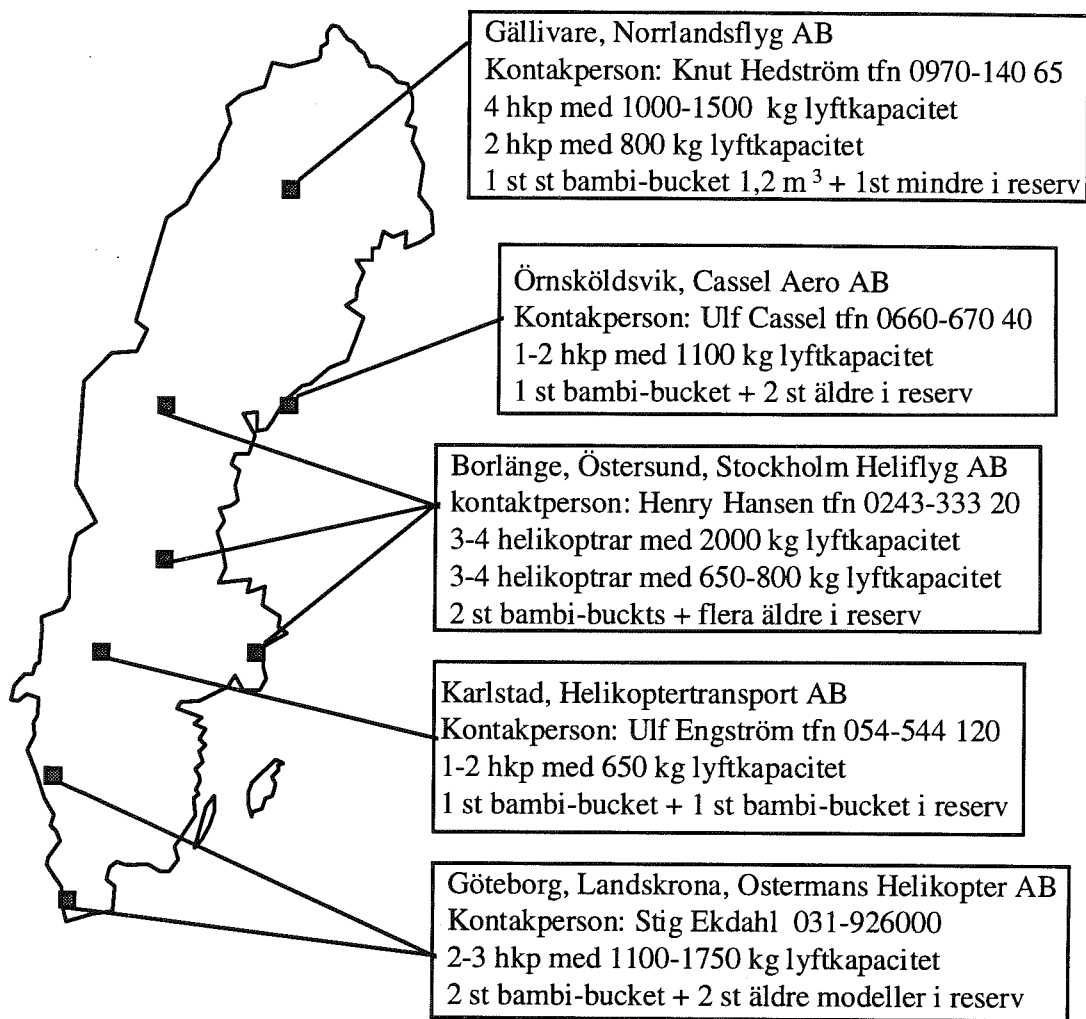 Gällivare, Norrlandsflyg AB
Kontakperson: Knut Hedström tfn 0970-140 65
4 hkp med 1000-1500 kg lyftkapacitet
2 hkp med 800 kg lyftkapacitet
1 st st bambi-bucket 1,2 m³ + 1st mindre i reserv
Örnsköldsvik, Cassel Aero AB
Kontakperson: Ulf Cassel tfn 0660-670 40
1-2 hkp med 1100 kg lyftkapacitet
1 st bambi-bucket + 2 st äldre i reserv
Borlänge, Östersund, Stockholm Heliflyg AB
kontaktperson: Henry Hansen tfn 0243-333 20
3-4 helikoptrar med 2000 kg lyftkapacitet
3-4 helikoptrar med 650-800 kg lyftkapacitet
2 st bambi-buckts + flera äldre i reserv
Karlstad, Helikoptertransport AB
Kontakperson: Ulf Engström tfn 054-544 120
1-2 hkp med 650 kg lyftkapacitet
1 st bambi-bucket + 1 st bambi-bucket i reserv
Göteborg, Landskrona, Ostermans Helikopter AB
Kontakperson: Stig Ekdahl 031-926000
2-3 hkp med 1100-1750 kg lyftkapacitet
2 st bambi-bucket + 2 st äldre modeller i reserv